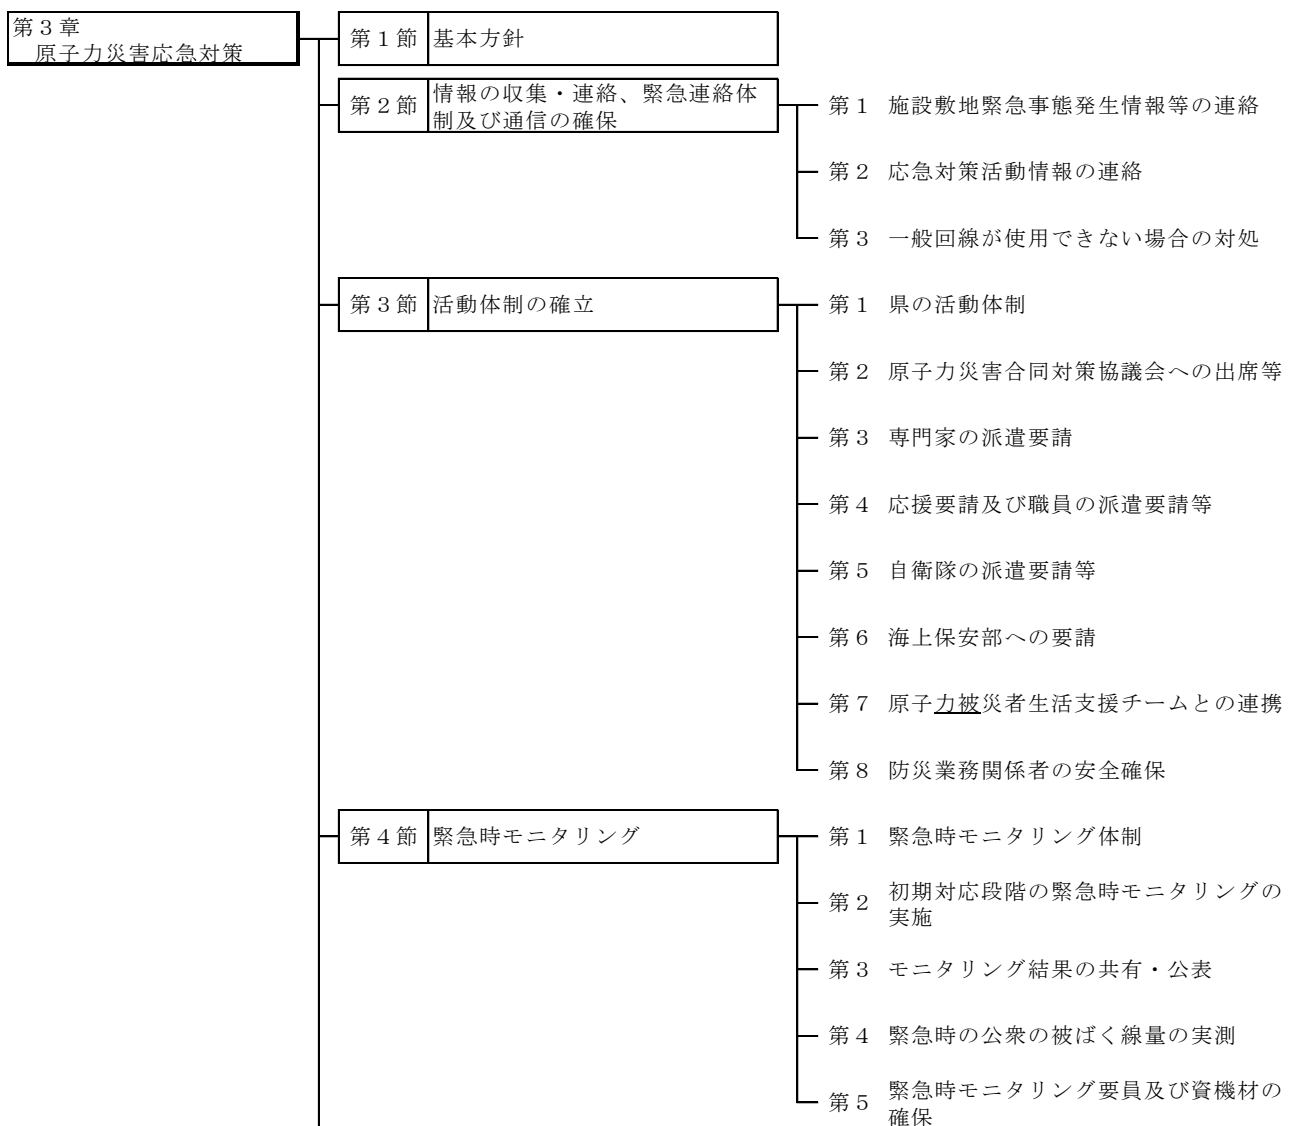 第３章
原子力災害応急対策
第１節 基本方針
第２節 情報の収集・連絡、緊急連絡体
制及び通信の確保
第１ 施設敷地緊急事態発生情報等の連絡
第２ 応急対策活動情報の連絡
第３ 一般回線が使用できない場合の対処
第３節 活動体制の確立
第１ 県の活動体制
第２ 原子力災害合同対策協議会への出席等
第３ 専門家の派遣要請
第４ 応援要請及び職員の派遣要請等
第５ 自衛隊の派遣要請等
第６ 海上保安部への要請
第７ 原子力被災者生活支援チームとの連携
第８ 防災業務関係者の安全確保
第４節 緊急時モニタリング
第１ 緊急時モニタリング体制
第２ 初期対応段階の緊急時モニタリングの
実施
第３ モニタリング結果の共有・公表
第４ 緊急時の公衆の被ばく線量の実測
第５ 緊急時モニタリング要員及び資機材の
確保